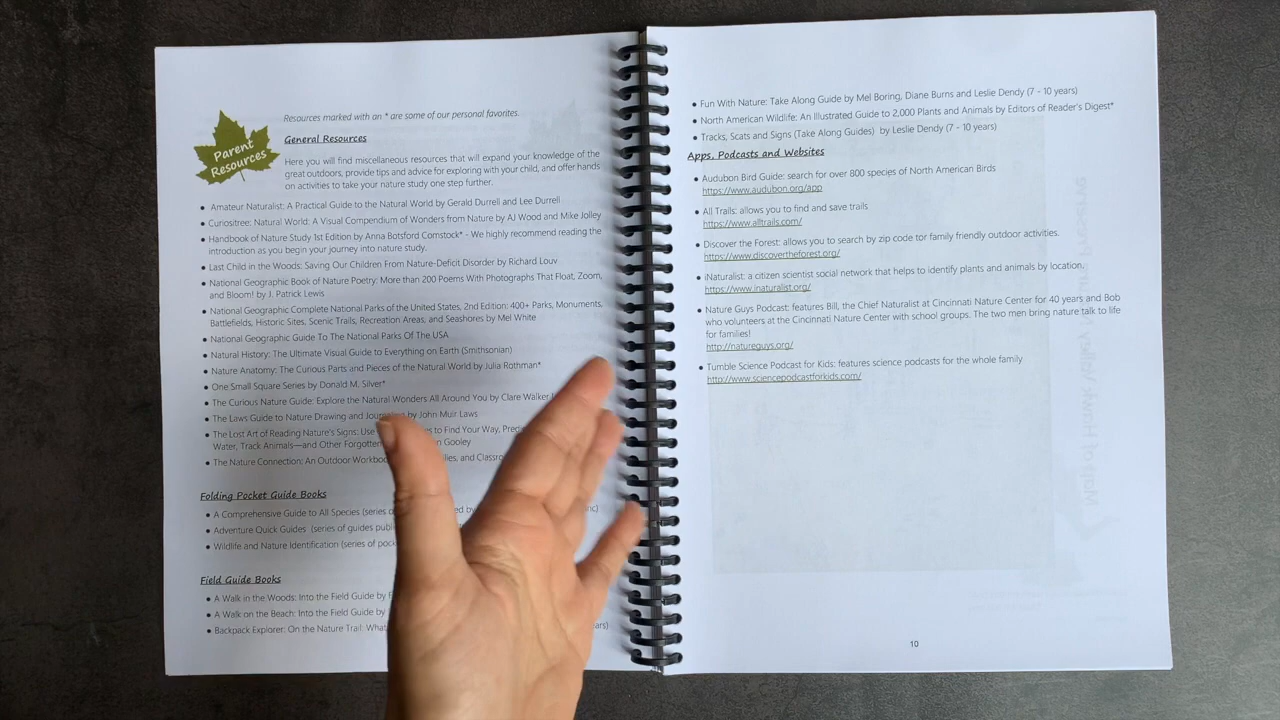 Parent
Resources
Resources marked with an * are some of our personal favorites.
General Resources
Here you will find miscellaneous resources that will expand your knowledge of the
great outdoors, provide tips and advice for exploring with your child, and offer hands
on activities to take your nature study one step further.
• Amateur Naturalist: A Practical Guide to the Natural World by Gerald Durrell and Lee Durrell
• Curiositree: Natural World: A Visual Compendium of Wonders from Nature by AJ Wood and Mike Jolley
• Handbook of Nature Study 1st Edition by Anna Botsford Comstock* - We highly recommend reading the
introduction as you begin your journey into nature study.
• Last Child in the Woods: Saving Our Children From Nature-Deficit Disorder by Richard Louv
• National Geographic Book of Nature Poetry: More than 200 Poems With Photographs That Float, Zoom,
and Bloom! by J. Patrick Lewis
• National Geographic Complete National Parks of the United States, 2nd Edition: 400+ Parks, Monuments,
Battlefields, Historic Sites, Scenic Trails, Recreation Areas, and Seashores by Mel White
• National Geographic Guide To The National Parks Of The USA
• Natural History: The Ultimate Visual Guide to Everything on Earth (Smithsonian)
• Nature Anatomy: The Curious Parts and Pieces of the Natural World by Julia Rothman*
• One Small Square Series by Donald M. Silver*
• The Curious Nature Guide: Explore the Natural Wonders All Around You by Clare Walker
• The Laws Guide to Nature Drawing and by John Muir Laws
• The Lost Art of Reading Nature's Signs: Use to Find Your Way,
Water, Track Animals—and Other Forgotten Gooley
• The Nature Connection: An Outdoor and
Folding Pocket Guide Books
• A Comprehensive Guide to All Species (series
• Adventure Quick Guides (series of guides
• Wildlife and Nature Identification (series of
Field Guide Books
• A Walk in the Woods: Into the Field Guide by
• A Walk on the Beach: Into the Field Guide by
• Backpack Explorer: On the Nature Trail:
• Fun With Nature: Take Along Guide by Mel Boring, Diane Burns and Leslie Dendy (7 - 10 years)
• North American Wildlife: An Illustrated Guide to 2,000 Plants and Animals by Editors of Reader's Digest*
• Tracks, Scats and Signs (Take Along Guides) by Leslie Dendy (7 - 10 years)
Apps, Podcasts and Websites
• Audubon Bird Guide: search for over 800 species of North American Birds
https://www.audubon.org/app
• All Trails: allows you to find and save trails
https://www.alltrails.com/
• Discover the Forest: allows you to search by zip code tor family friendly outdoor activities.
https://www.discovertheforest.org/
• iNaturalist: a citizen scientist social network that helps to identify plants and animals by location.
https://www.inaturalist.org/
• Nature Guys Podcast: features Bill, the Chief Naturalist at Cincinnati Nature Center for 40 years and Bob
who volunteers at the Cincinnati Nature Center with school groups. The two men bring nature talk to life
for families!
http://natureguys.org/
• Tumble Science Podcast for Kids: features science podcasts for the whole family
http://www.sciencepodcastforkids.com/
10